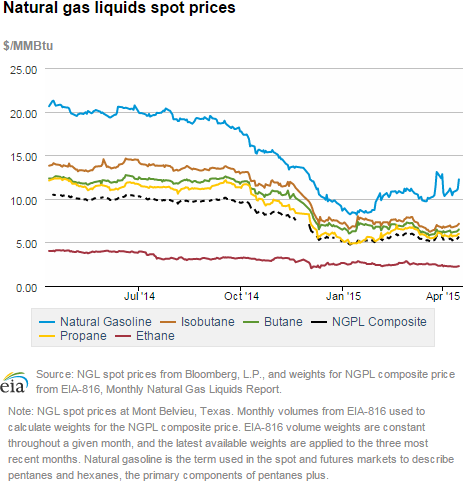 Natural gas liquids spot prices
$/MMBtu
25.00
20.00
15.00
10.00
5.00
0.00
Jul '14 Oct '14 Jan '15 Apr '15
Natural Gasoline Isobutane Butane NGPL Composite
Propane Ethane
eia
Source: NGL spot prices from Bloomberg, L.P., and weights for NGPL composite price
from EIA-816, Monthly Natural Gas Liquids Report.
Note: NGL spot prices at Mont Belvieu, Texas. Monthly volumes from EIA-816 used to
calculate weights for the NGPL composite price. EIA-816 volume weights are constant
throughout a given month, and the latest available weights are applied to the three most
recent months. Natural gasoline is the term used in the spot and futures markets to describe
pentanes and hexanes, the primary components of pentanes plus.